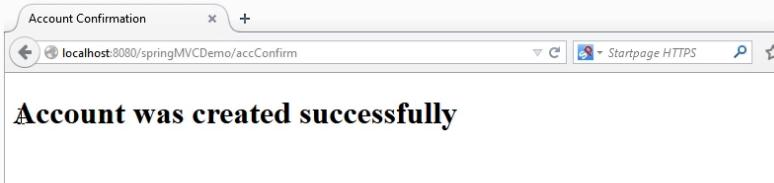 Account Confirmation
localhost:8080/springMVCDemo/accConfirm
Startpage HTTPS
Account was created successfully